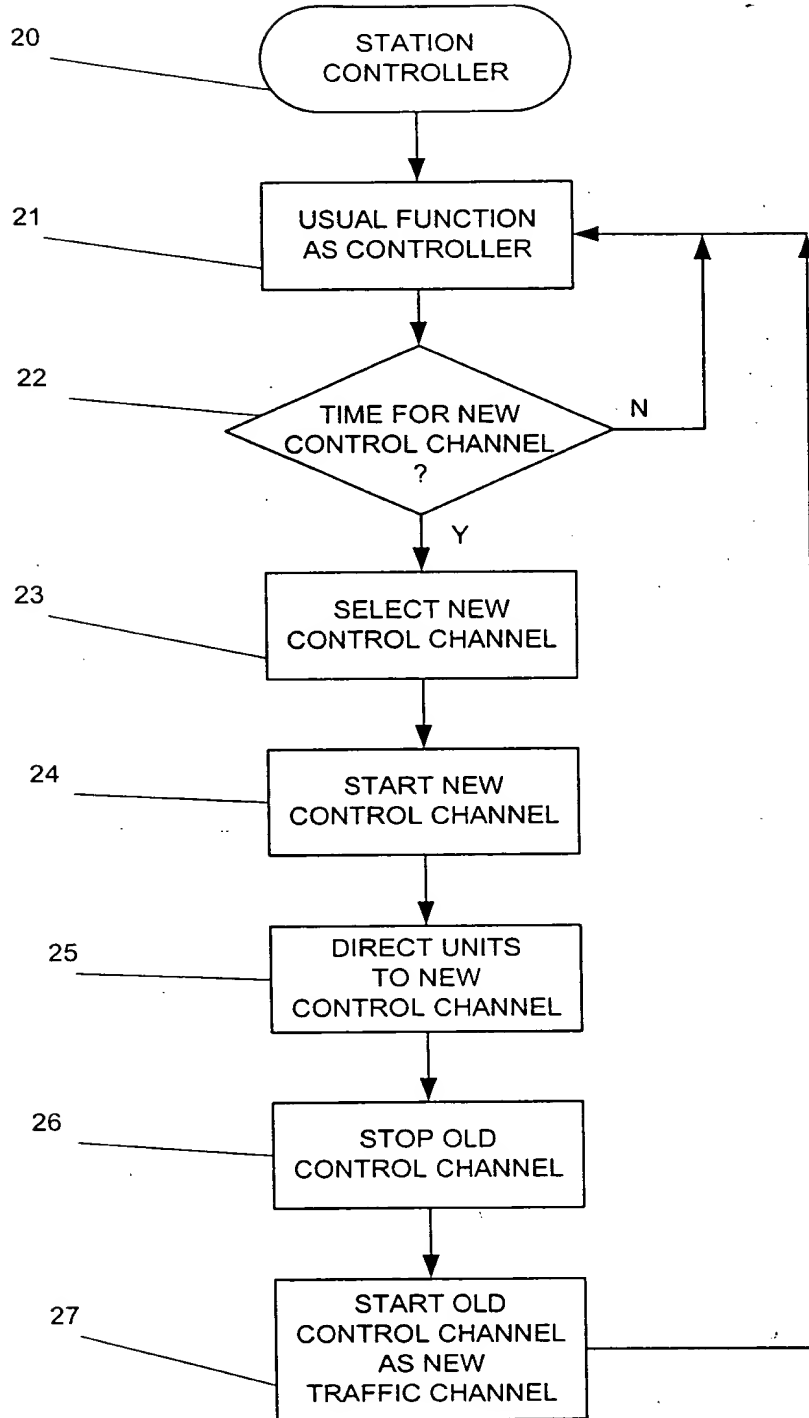 20
STATION
CONTROLLER
21
USUAL FUNCTION
AS CONTROLLER
22
TIME FOR NEW
CONTROL CHANNEL
?
N
Y
23
SELECT NEW
CONTROL CHANNEL
24
START NEW
CONTROL CHANNEL
25
DIRECT UNITS
TO NEW
CONTROL CHANNEL
26
STOP OLD
CONTROL CHANNEL
27
START OLD
CONTROL CHANNEL
AS NEW
TRAFFIC CHANNEL